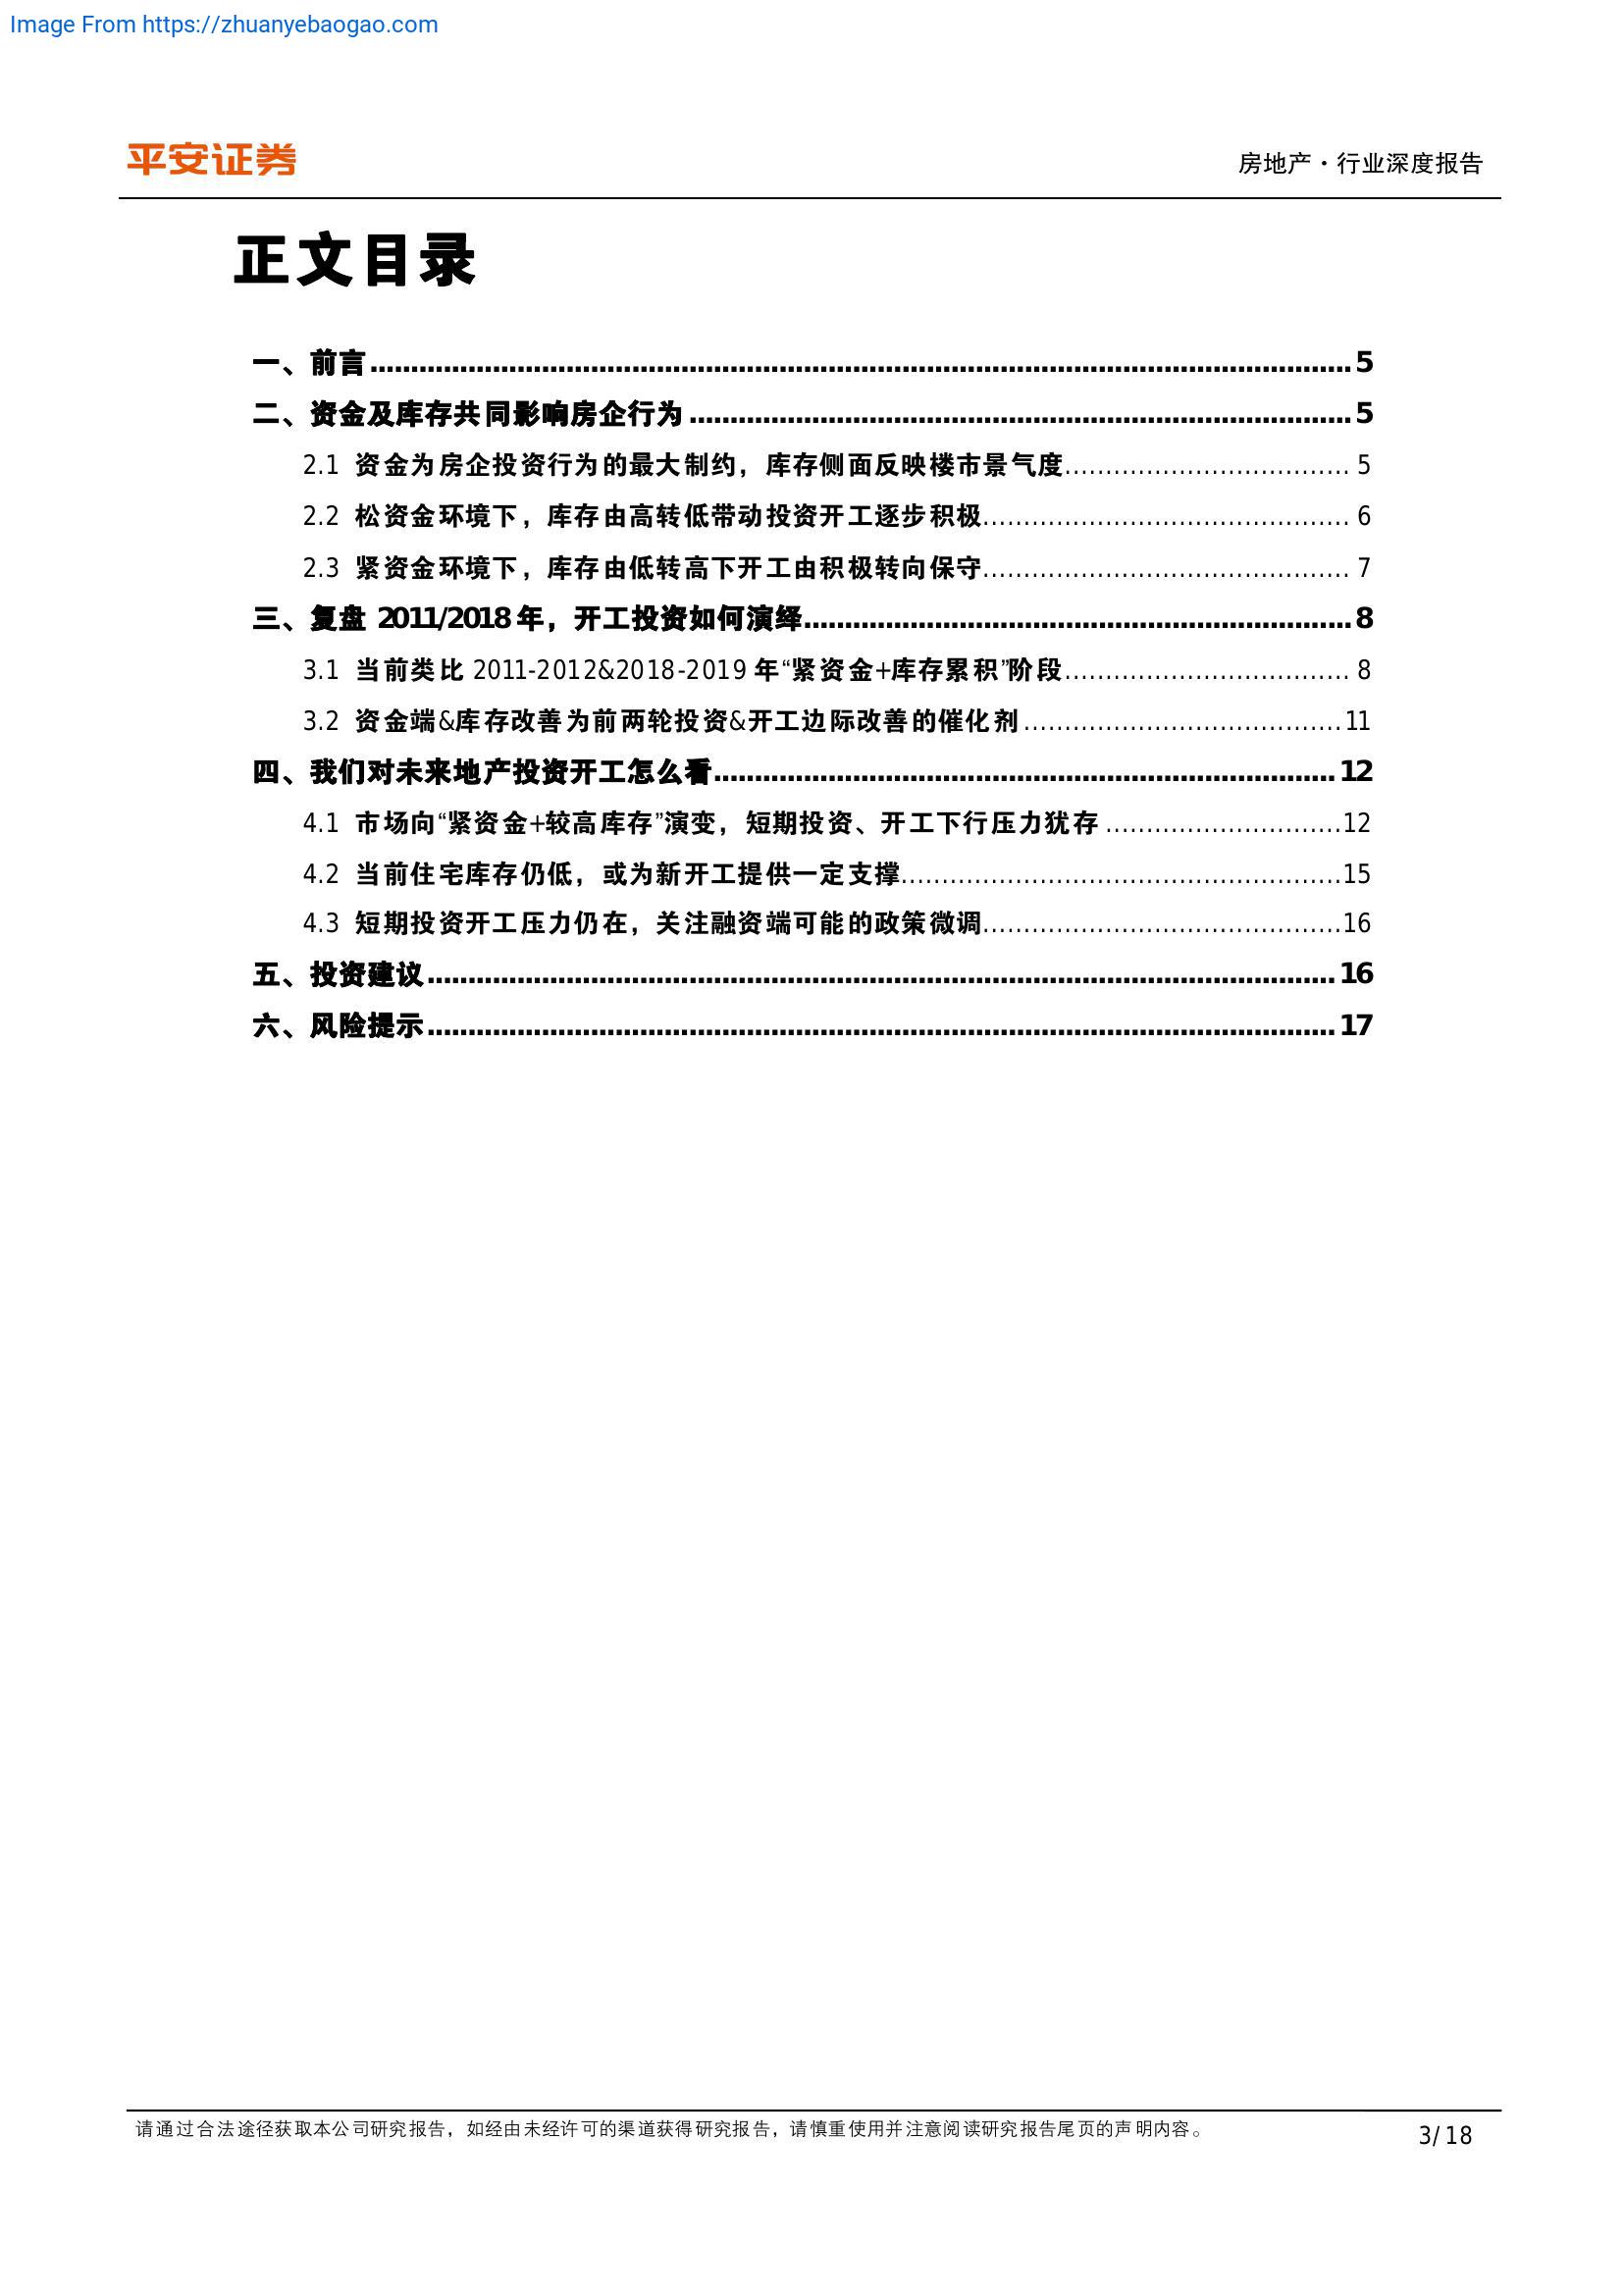 Image From https://zhuanyebaogao.com
平安证券
房地产·行业深度报告
正文目录
一、前言 5
二、资金及库存共同影响房企行为 5
2.1 资金为房企投资行为的最大制约，库存侧面反映楼市景气度 5
2.2 松资金环境下，库存由高转低带动投资开工逐步积极 6
2.3 紧资金环境下，库存由低转高下开工由积极转向保守 7
三、复盘 2011/2018 年，开工投资如何演绎 8
3.1 当前类比 2011-2012&2018-2019 年“紧资金+库存累积”阶段 8
3.2 资金端&库存改善为前两轮投资&开工边际改善的催化剂 11
四、我们对未来地产投资开工怎么看 12
4.1 市场向“紧资金+较高库存”演变，短期投资、开工下行压力犹存 12
4.2 当前住宅库存仍低，或为新开工提供一定支撑 15
4.3 短期投资开工压力仍在，关注融资端可能的政策微调 16
五、投资建议 16
六、风险提示 17
请通过合法途径获取本公司研究报告，如经由未经许可的渠道获得研究报告，请慎重使用并注意阅读研究报告尾页的声明内容。
3/18